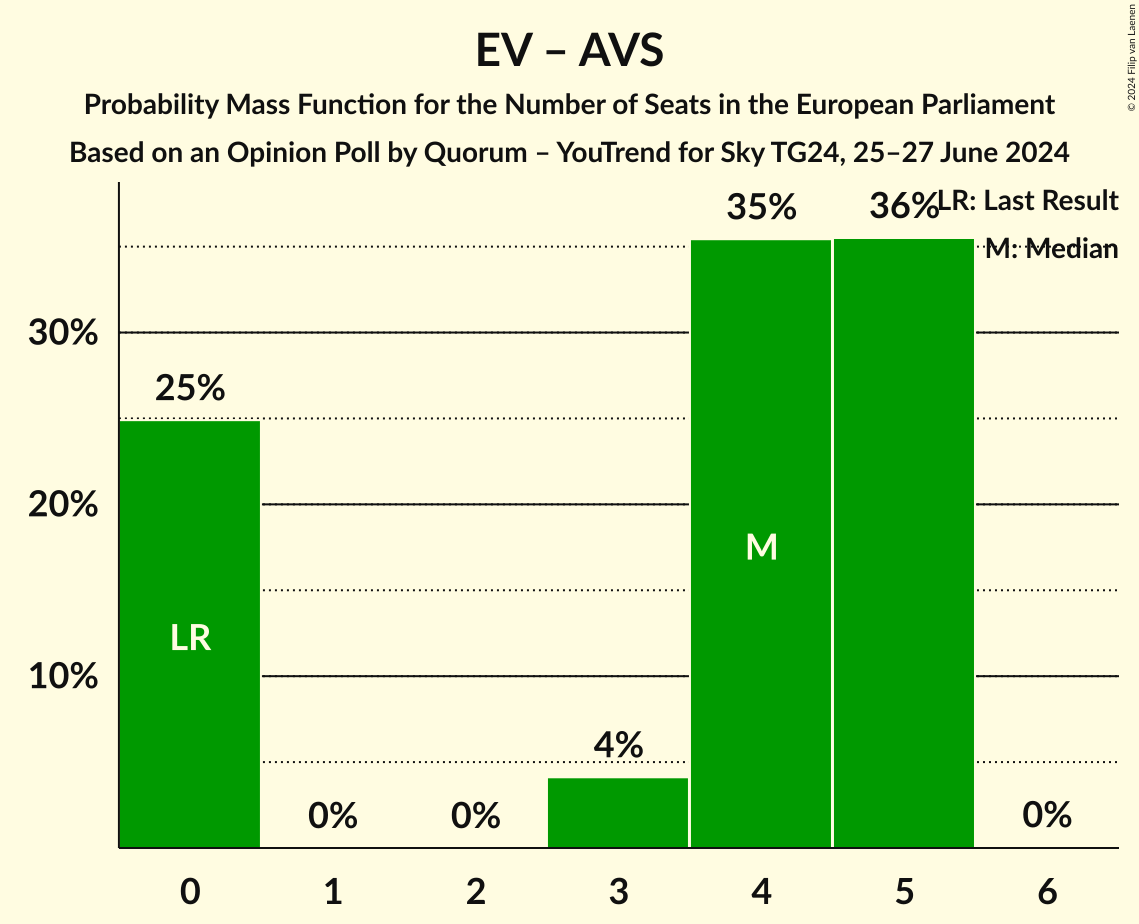 EV – AVS
Probability Mass Function for the Number of Seats in the European Parliament
Based on an Opinion Poll by Quorum – YouTrend for Sky TG24, 25–27 June 2024
© 2024 Filip van Laenen
LR: Last Result
M: Median
35%
36%
30%
25%
20%
M
LR
10%
4%
0%
0%
0%
0
1
2
3
4
5
6